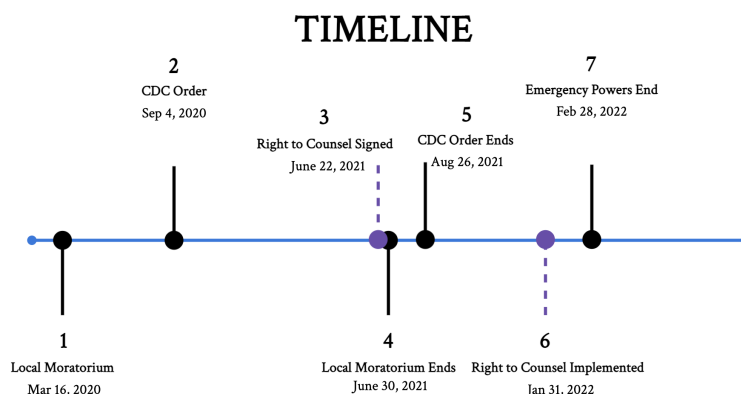 TIMELINE
2
CDC Order
Sep 4, 2020
3
Right to Counsel Signed
June 22, 2021
5
CDC Order Ends
Aug 26, 2021
7
Emergency Powers End
Feb 28, 2022
1
Local Moratorium
Mar 16, 2020
4
Local Moratorium Ends
June 30, 2021
6
Right to Counsel Implemented
Jan 31, 2022